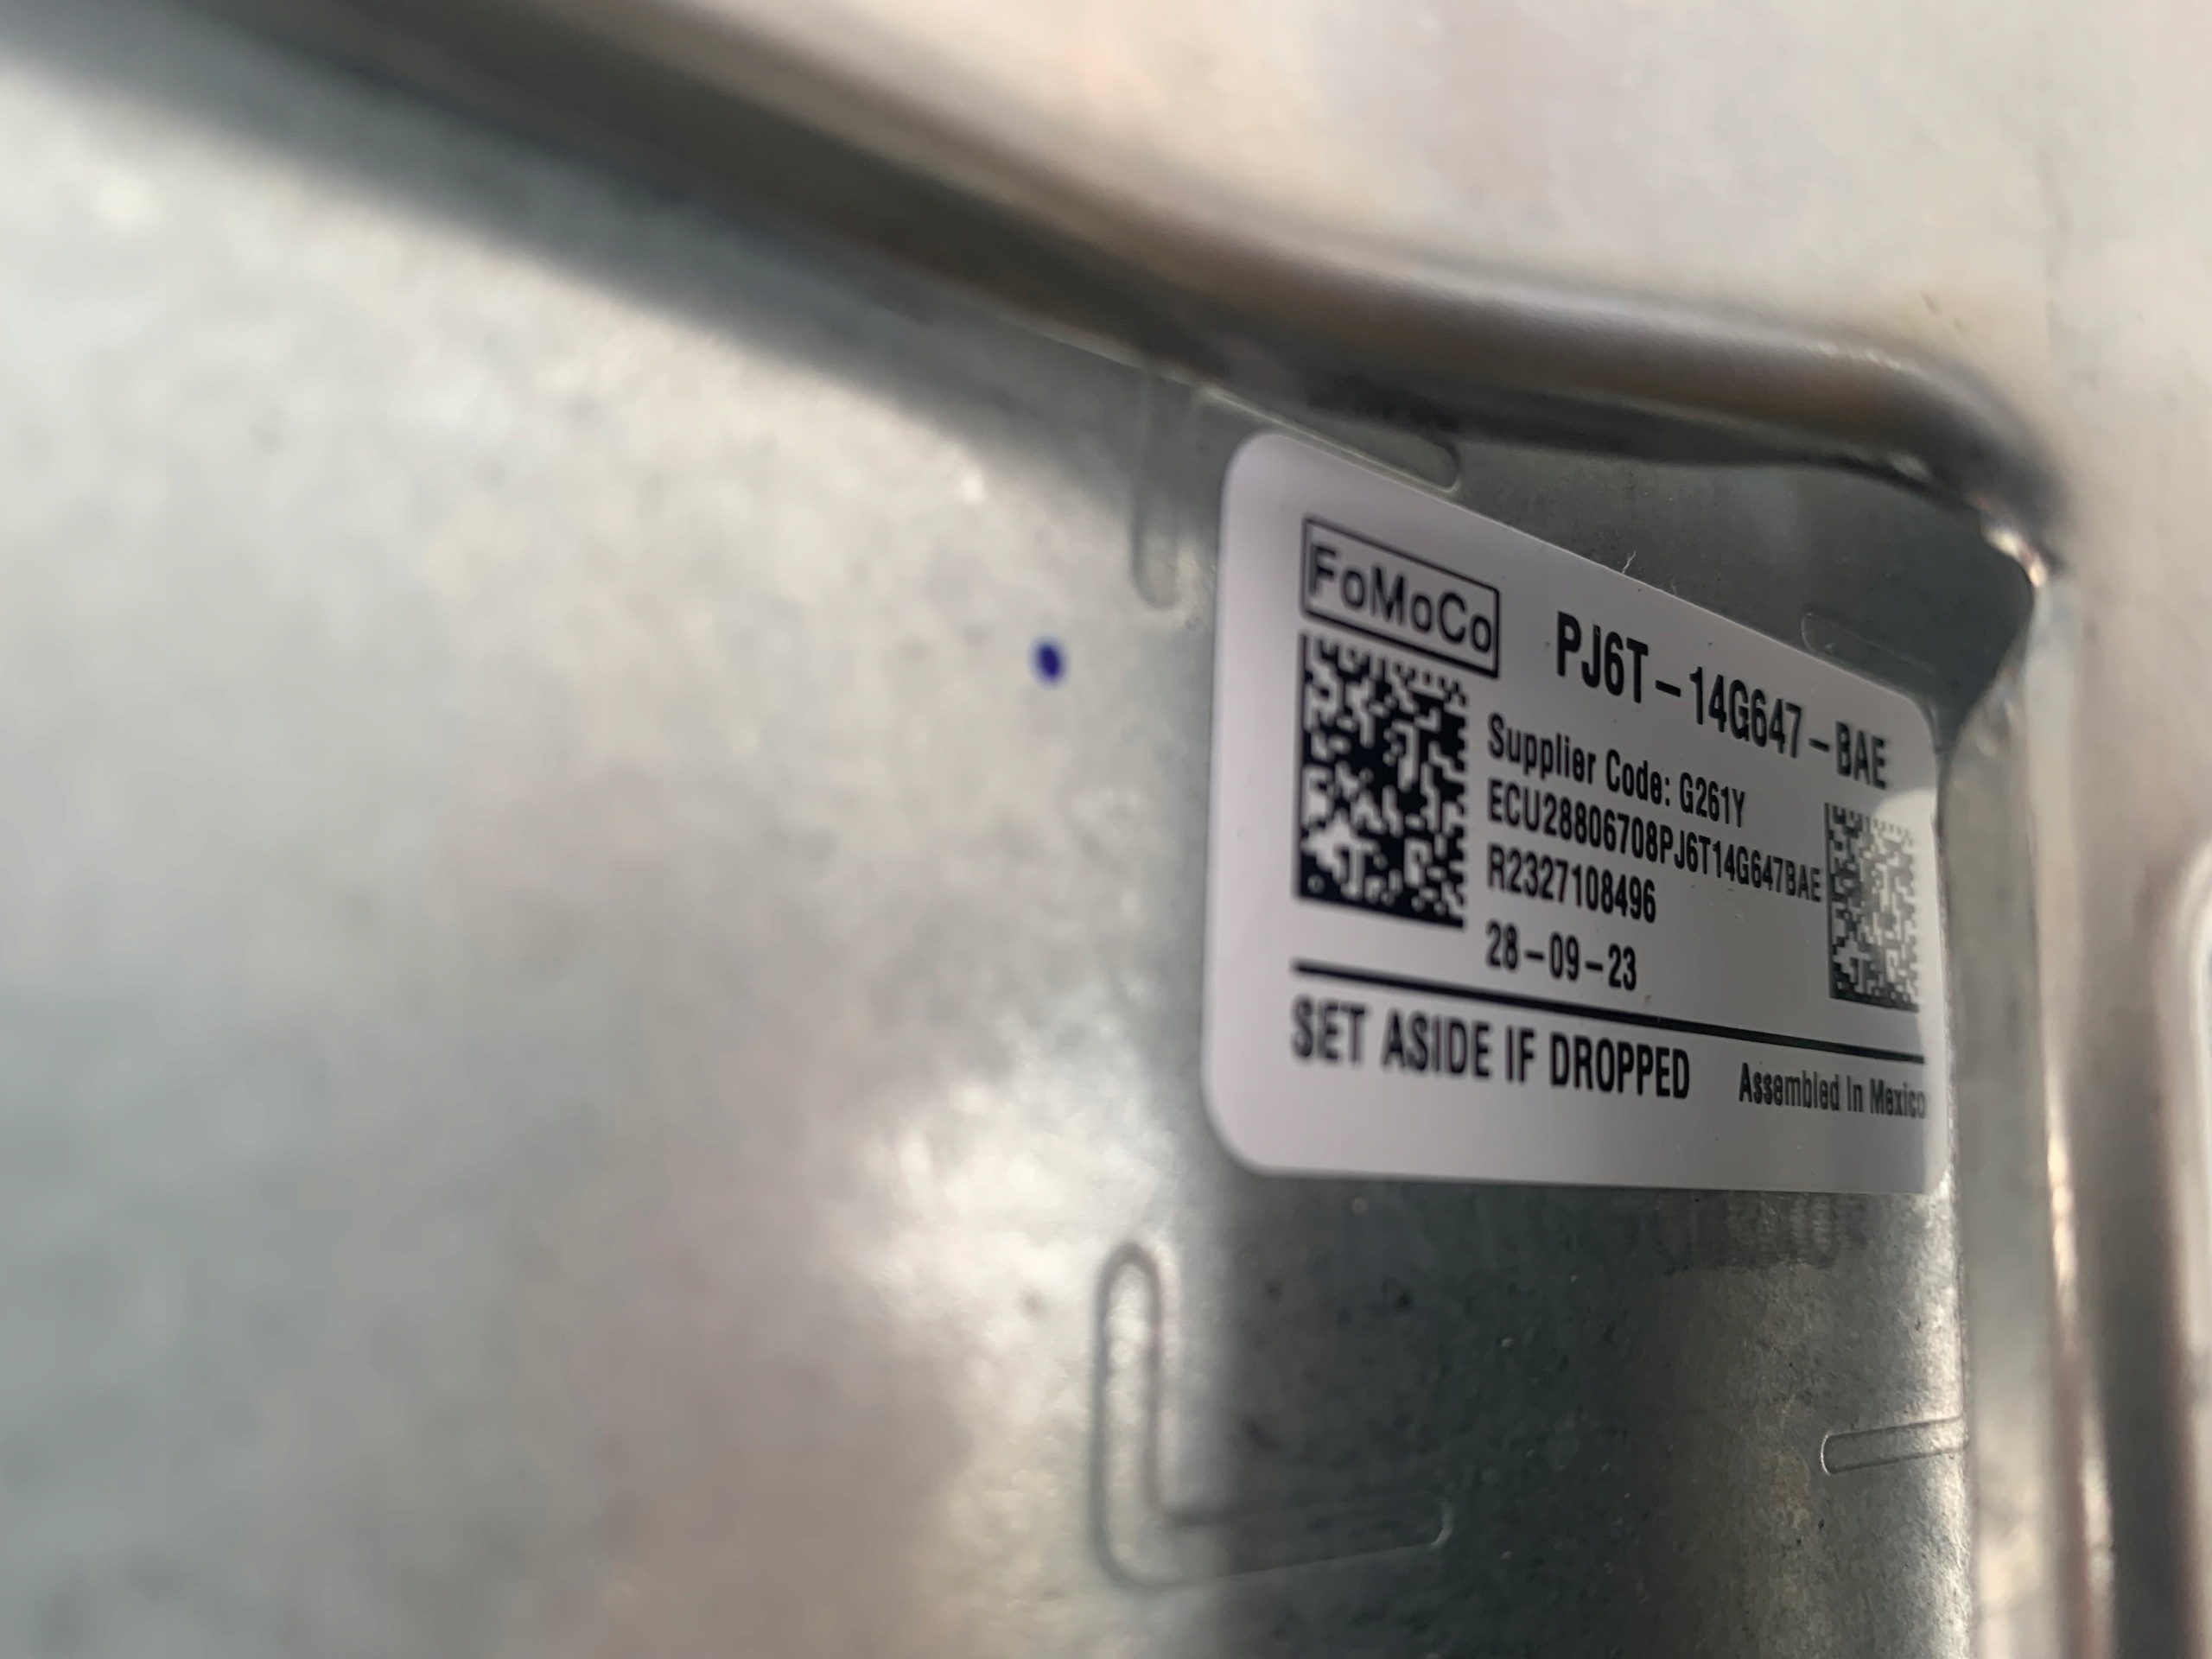 FoMoCo
PJ6T-14G647-BAE
Supplier Code: G261Y
ECU28806708PJ6T14G647BAE
R2327108496
28-09-23
SET ASIDE IF DROPPED
Assembled In Mexico